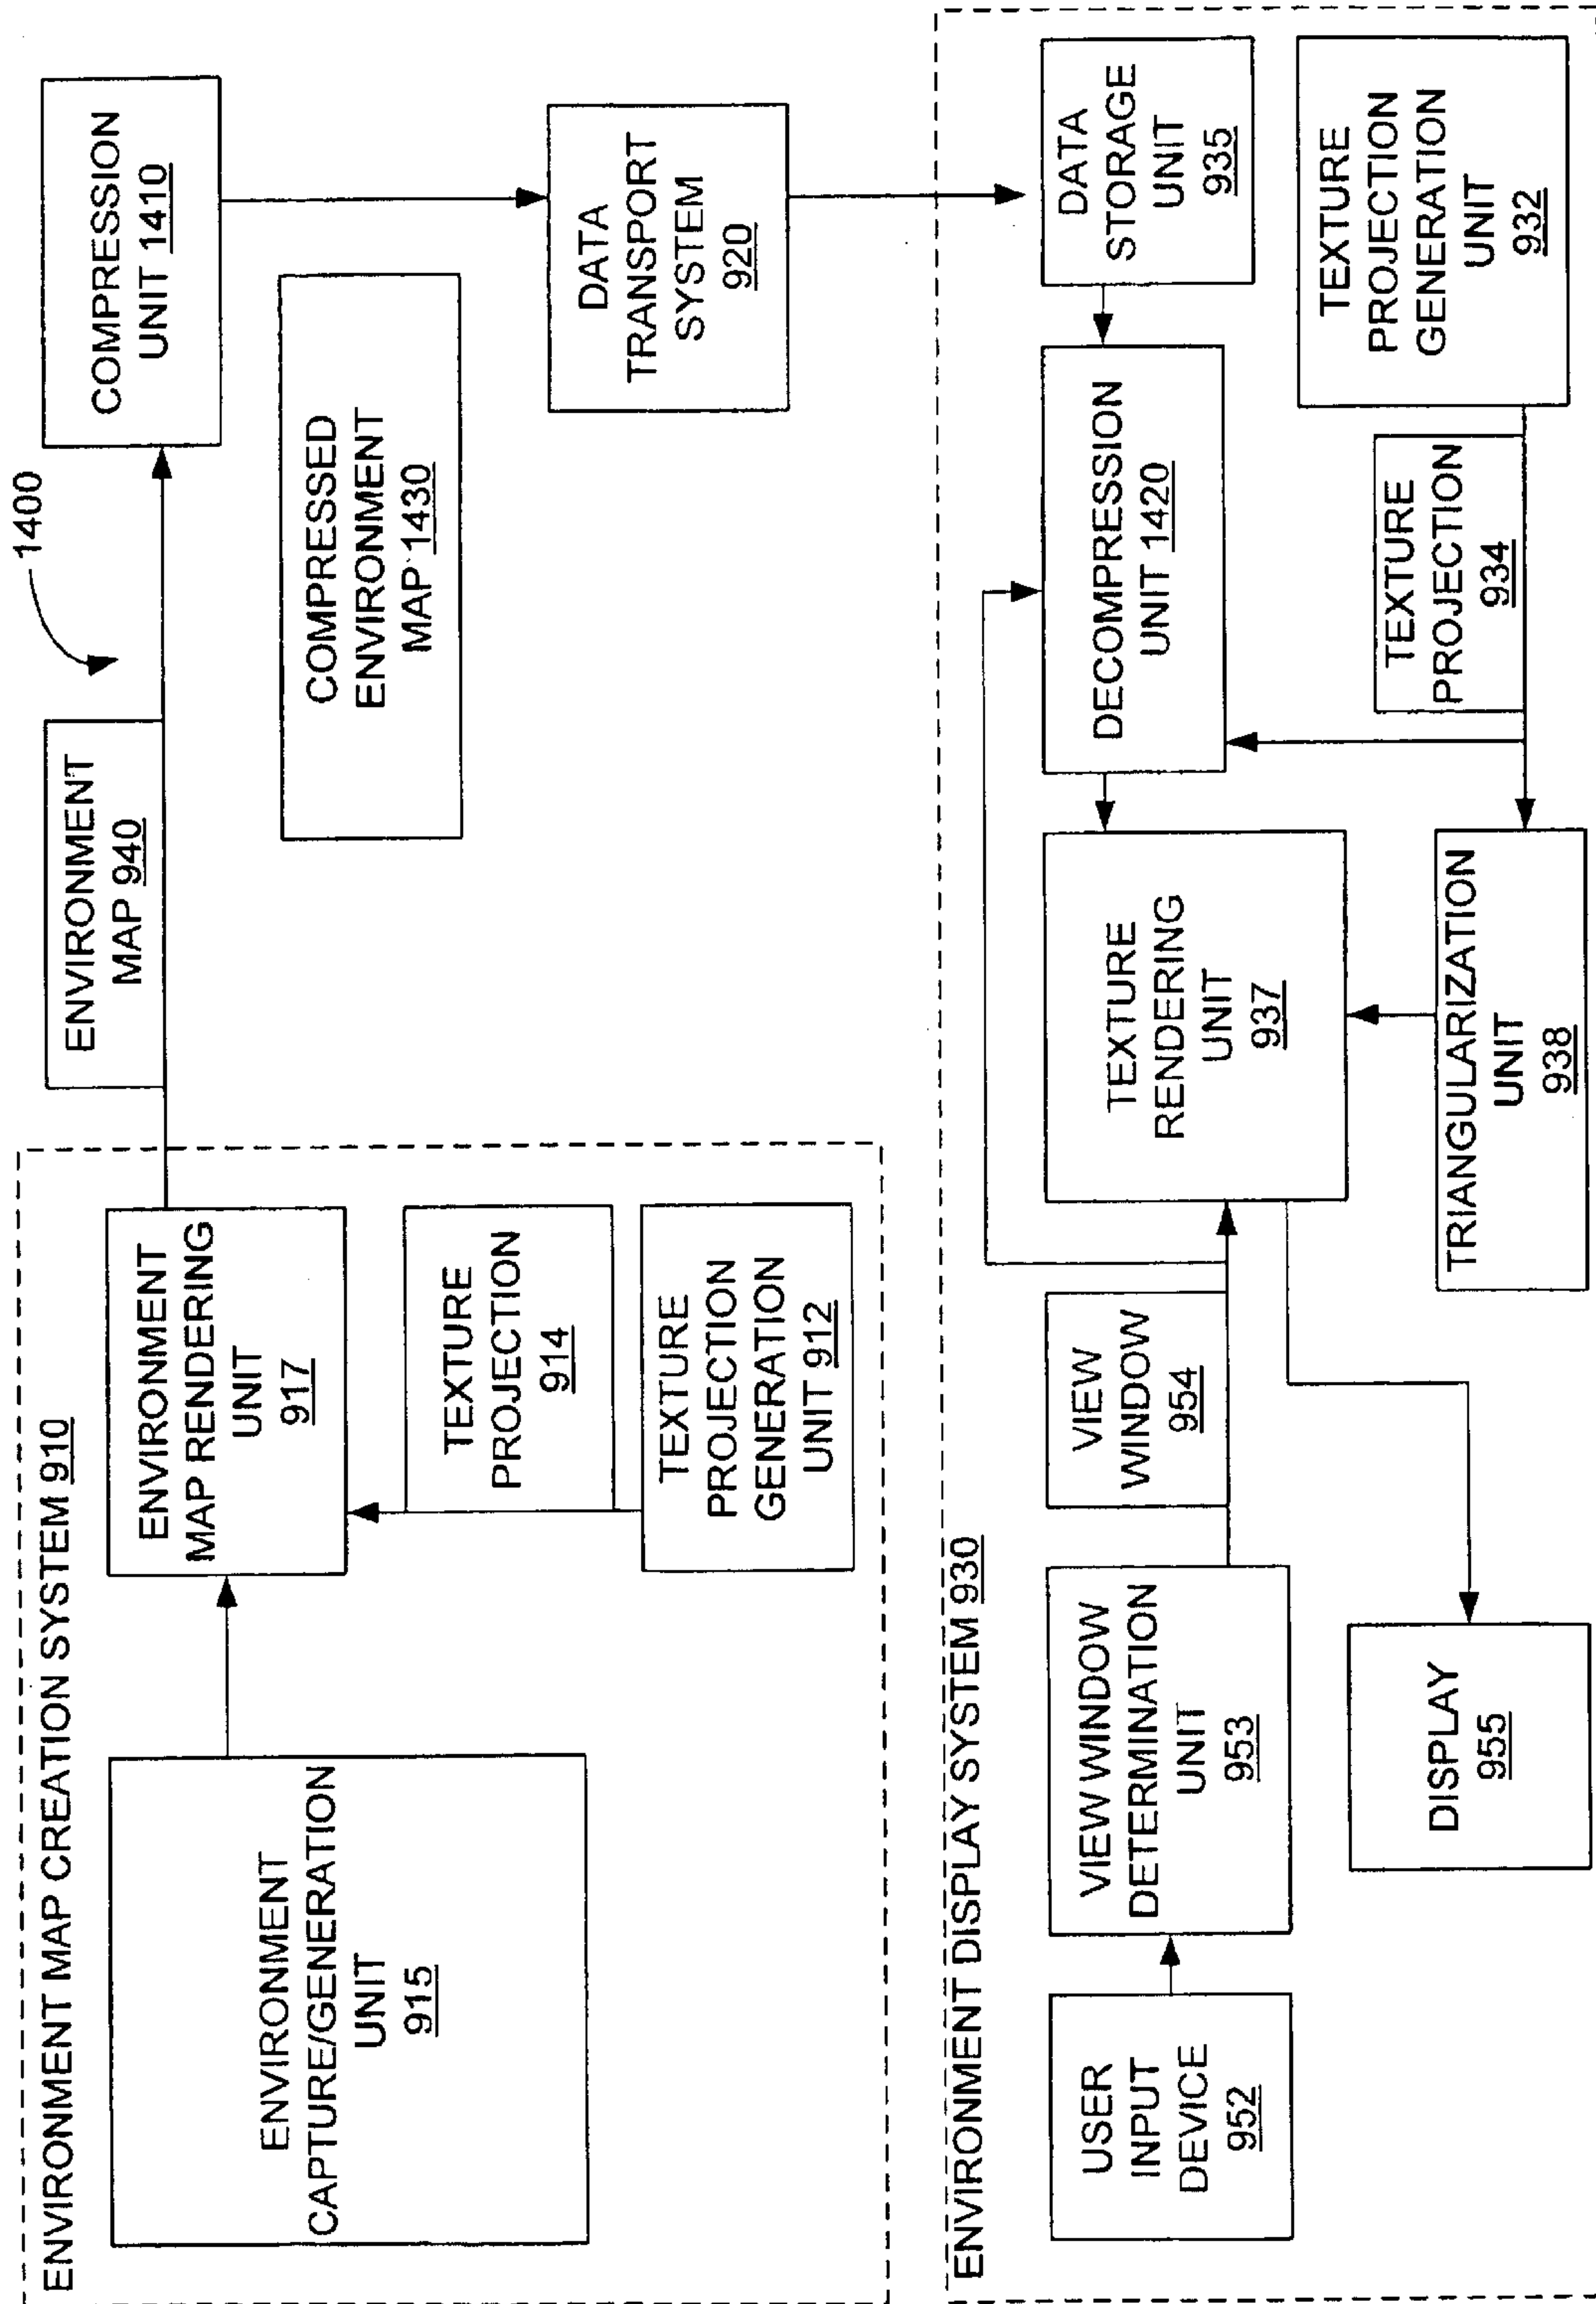 1400
ENVIRONMENT MAP CREATION SYSTEM 910
ENVIRONMENT
CAPTURE/GENERATION
UNIT
915
ENVIRONMENT
MAP RENDERING
UNIT
917
TEXTURE
PROJECTION
914
TEXTURE
PROJECTION
GENERATION
UNIT 912
ENVIRONMENT
MAP 940
COMPRESSION
UNIT 1410
COMPRESSED
ENVIRONMENT
MAP 1430
DATA
TRANSPORT
SYSTEM
920
ENVIRONMENT DISPLAY SYSTEM 930
USER
INPUT
DEVICE
952
VIEW WINDOW
DETERMINATION
UNIT
953
VIEW
WINDOW
954
DISPLAY
955
TEXTURE
RENDERING
UNIT
937
TRIANGULARIZATION
UNIT
938
DECOMPRESSION
UNIT 1420
TEXTURE
PROJECTION
934
DATA
STORAGE
UNIT
935
TEXTURE
PROJECTION
GENERATION
UNIT
932